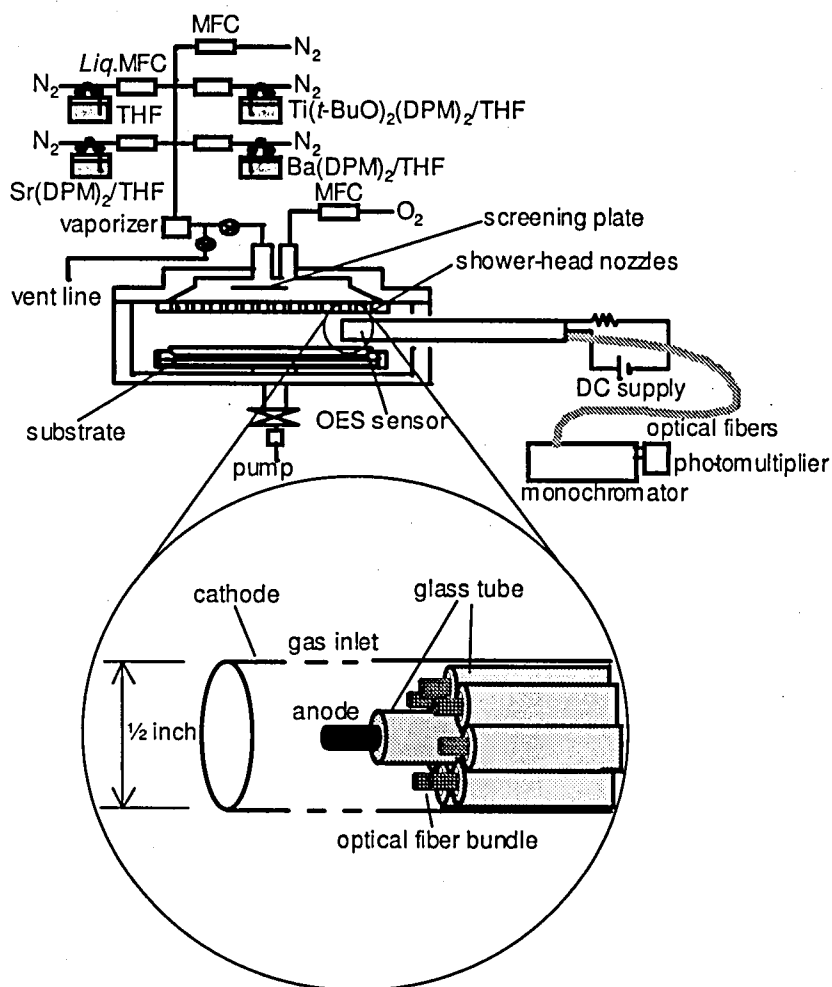 MFC
N2
Liq.MFC
N2
N2
THF
Ti(t-BuO)2(DPM)2/THF
N2
N2
Sr(DPM)2/THF
Ba(DPM)2/THF
MFC
vaporizer
O2
screening plate
shower-head nozzles
vent line
DC supply
substrate
OES sensor
optical fibers
pump
photomultiplier
monochromator
cathode
glass tube
gas inlet
anode
½ inch
optical fiber bundle